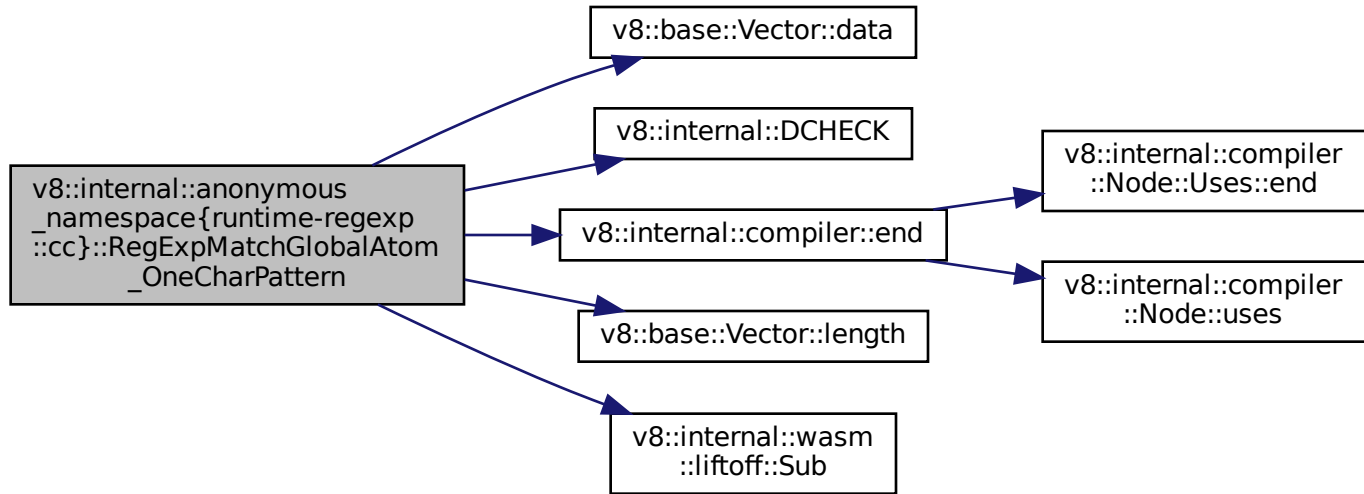 v8::internal::anonymous
_namespace{runtime-regexp
::cc}::RegExpMatchGlobalAtom
_OneCharPattern
v8::base::Vector::data
v8::internal::DCHECK
v8::internal::compiler::end
v8::base::Vector::length
v8::internal::wasm
::liftoff::Sub
v8::internal::compiler
::Node::Uses::end
v8::internal::compiler
::Node::uses